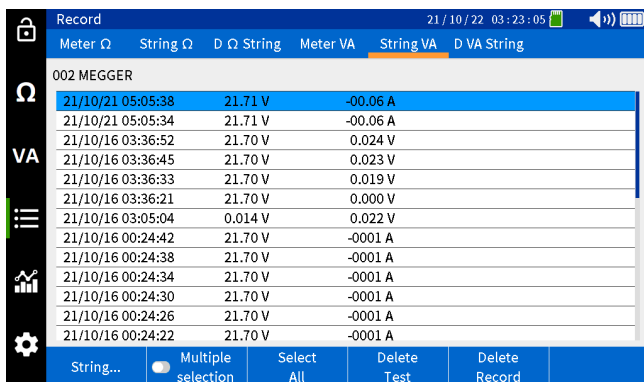 Record 21/10/22 03:23:05
Meter Ω String Ω D Ω String Meter VA String VA D VA String
002 MEGGER
Ω
VA
21/10/21 05:05:38 21.71 V -00.06 A
21/10/21 05:05:34 21.71 V -00.06 A
21/10/16 03:36:52 21.70 V 0.024 V
21/10/16 03:36:45 21.70 V 0.023 V
21/10/16 03:36:33 21.70 V 0.019 V
21/10/16 03:36:21 21.70 V 0.000 V
21/10/16 03:05:04 0.014 V 0.022 V
21/10/16 00:24:42 21.70 V -0001 A
21/10/16 00:24:38 21.70 V -0001 A
21/10/16 00:24:34 21.70 V -0001 A
21/10/16 00:24:30 21.70 V -0001 A
21/10/16 00:24:26 21.70 V -0001 A
21/10/16 00:24:22 21.70 V -0001 A
String...
Multiple
selection
Select
All
Delete
Test
Delete
Record